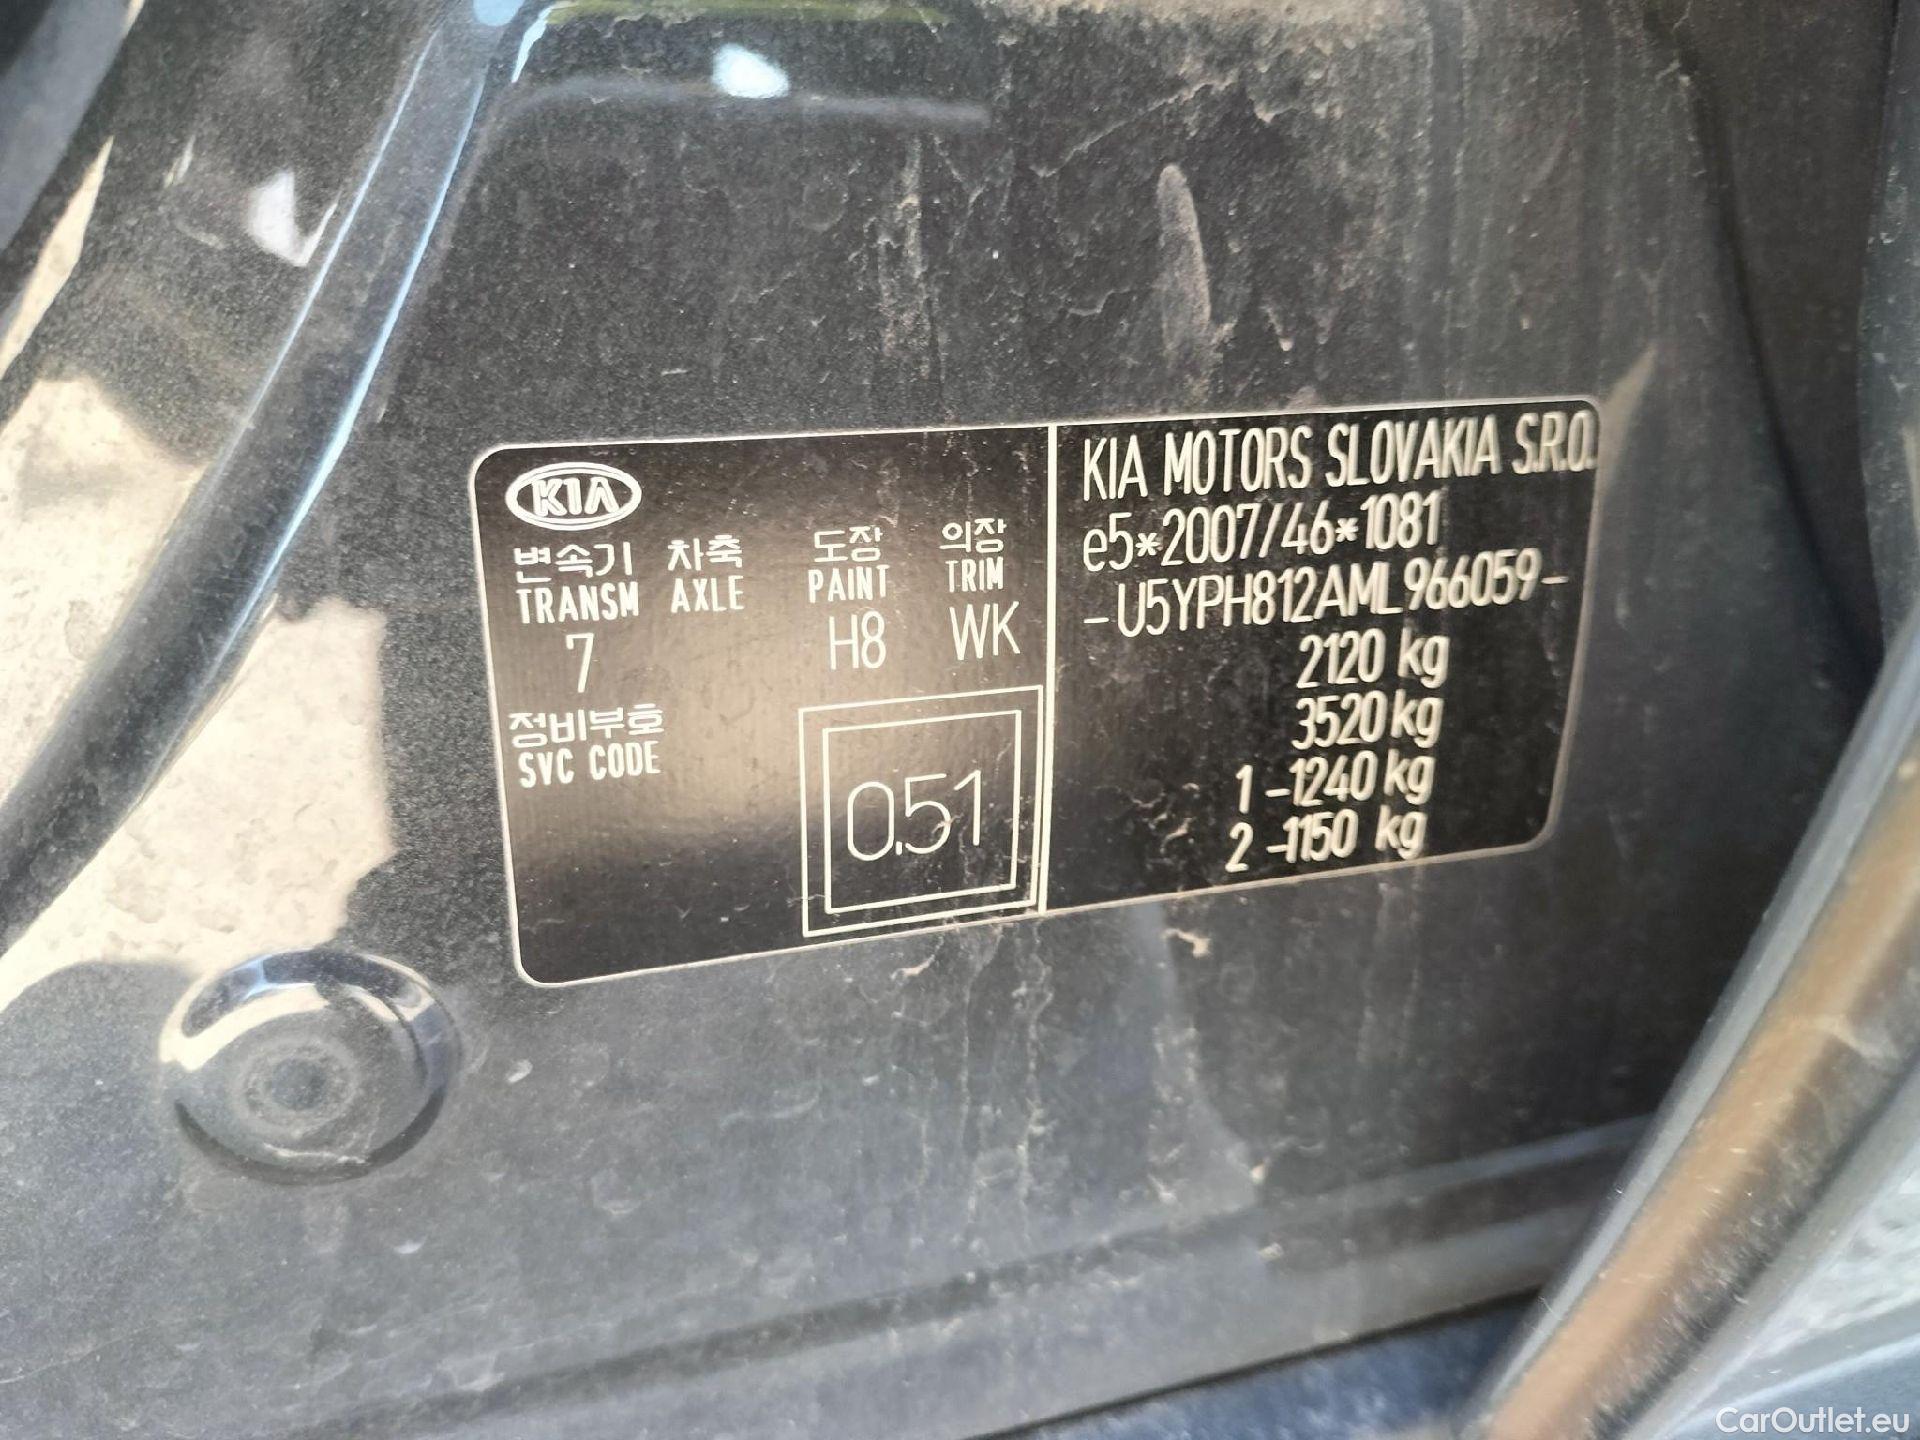 KIA
변속기 차축 도장 의장
TRANSM AXLE PAINT TRIM
7 H8 WK
정비부호
SVC CODE
0,51
KIA MOTORS SLOVAKIA S.R.O.
e5*2007/46*1081
-U5YPH812AML966059-
2120 kg
3520 kg
1 -1240 kg
2 -1150 kg
CarOutlet.eu